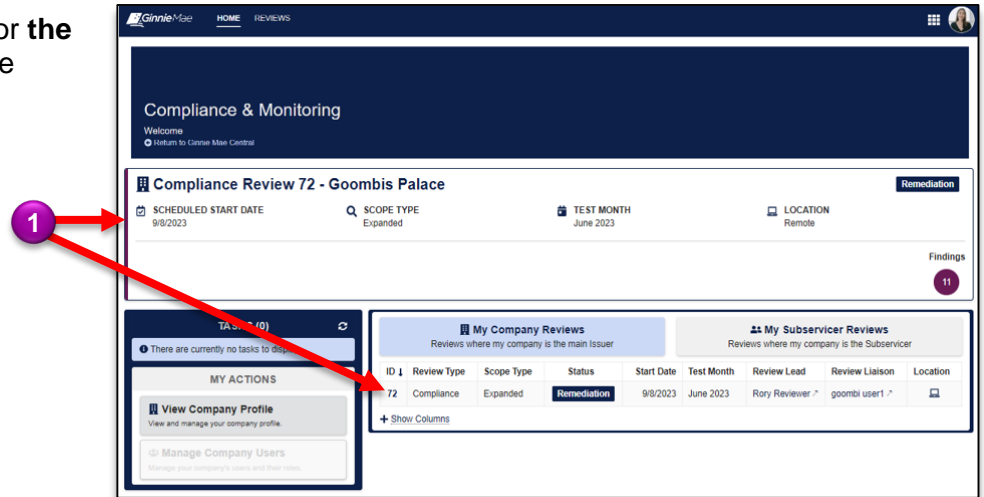 or the
e
GinnieMae HOME REVIEWS
Compliance & Monitoring
Welcome
Return to Ginnie Mae Central
Compliance Review 72 - Goombis Palace Remediation
SCHEDULED START DATE SCOPE TYPE TEST MONTH LOCATION
9/8/2023 Expanded June 2023 Remote
1
Findings
11
TASKS (0)
There are currently no tasks to display
MY ACTIONS
View Company Profile
View and manage your company profile.
Manage Company Users
Manage your company's users and their roles.
My Company Reviews
Reviews where my company is the main Issuer
My Subservicer Reviews
Reviews where my company is the Subservicer
ID ↓ Review Type Scope Type Status Start Date Test Month Review Lead Review Liaison Location
72 Compliance Expanded Remediation 9/8/2023 June 2023 Rory Reviewer goombi user1
+ Show Columns